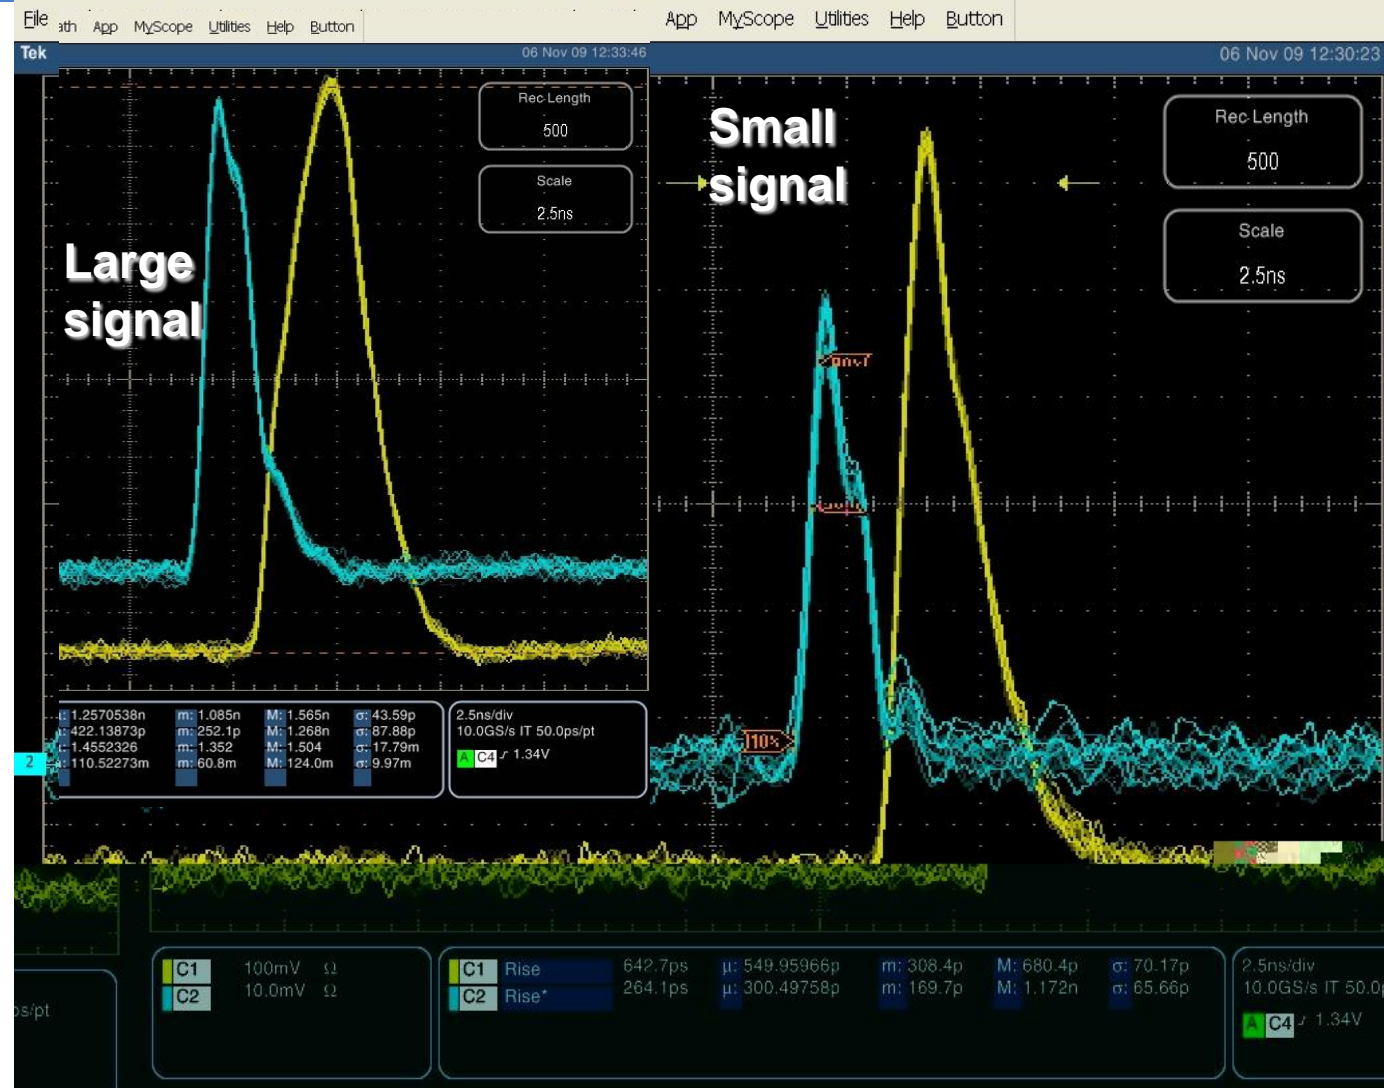 File ath App MyScope Utilities Help Button
App MyScope Utilities Help Button
Tek 06 Nov 09 12:33:46
06 Nov 09 12:30:23
Rec Length
500
Scale
2.5ns
Large
signal
Small
signal
Rec Length
500
Scale
2.5ns
10%
2
1.2570538n m: 1.085n M: 1.565n σ: 43.59p
422.13873p m: 252.1p M: 1.268n σ: 87.88p
1.4552326 m: 1.352 M: 1.504 σ: 17.79m
110.52273m m: 60.8m M: 124.0m σ: 9.97m
2.5ns/div
10.0GS/s IT 50.0ps/pt
A C4 1.34V
ps/pt
C1 100mV Ω
C2 10.0mV Ω
C1 Rise 642.7ps μ: 549.95966p m: 308.4p M: 680.4p σ: 70.17p
C2 Rise* 264.1ps μ: 300.49758p m: 169.7p M: 1.172n σ: 65.66p
2.5ns/div
10.0GS/s IT 50.0p
A C4 1.34V